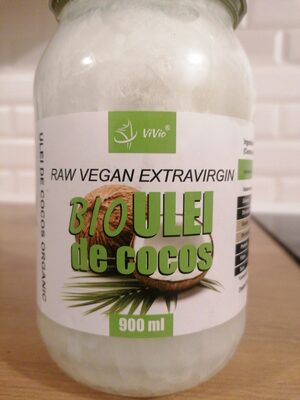 ViVio®
RAW VEGAN EXTRAVIRGIN
BIO ULEI
de cocos
900 ml
ULEI DE COCOS ORGANIC